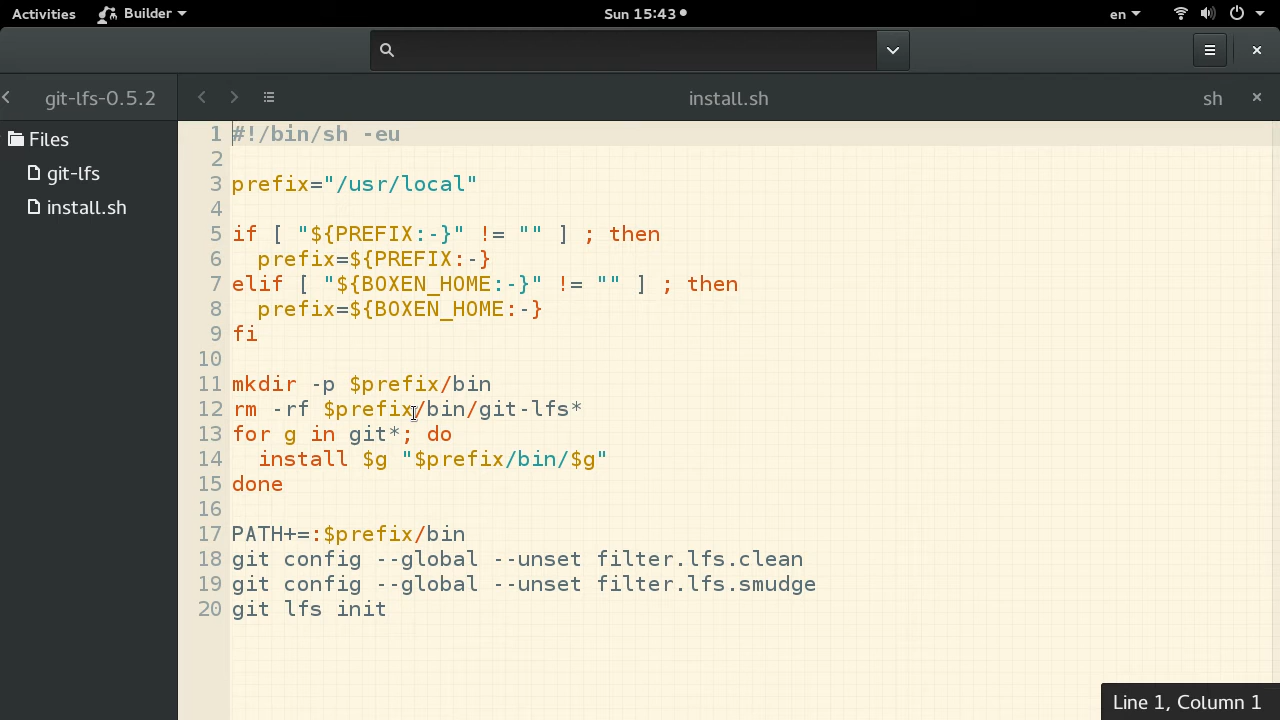 Activities Builder Sun 15:43 en
git-lfs-0.5.2 install.sh sh
Files
git-lfs
install.sh
1 #!/bin/sh -eu
2
3 prefix="/usr/local"
4
5 if [ "${PREFIX:-}" != "" ] ; then
6   prefix=${PREFIX:-}
7 elif [ "${BOXEN_HOME:-}" != "" ] ; then
8   prefix=${BOXEN_HOME:-}
9 fi
10
11 mkdir -p $prefix/bin
12 rm -rf $prefix/bin/git-lfs*
13 for g in git*; do
14   install $g "$prefix/bin/$g"
15 done
16
17 PATH+=:$prefix/bin
18 git config --global --unset filter.lfs.clean
19 git config --global --unset filter.lfs.smudge
20 git lfs init
Line 1, Column 1